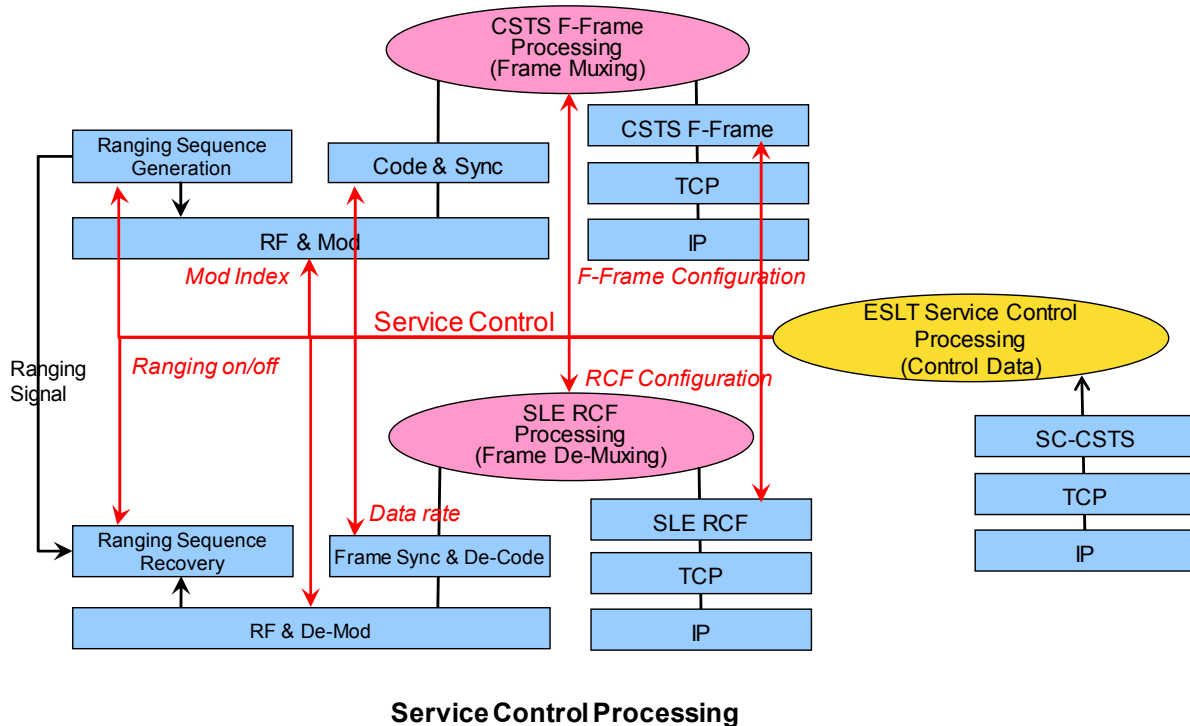 CSTS F-Frame
Processing
(Frame Muxing)
Ranging Sequence
Generation
Code & Sync
CSTS F-Frame
TCP
RF & Mod
IP
Mod Index
F-Frame Configuration
Service Control
ESLT Service Control
Processing
(Control Data)
Ranging
Signal
Ranging on/off
RCF Configuration
SLE RCF
Processing
(Frame De-Muxing)
SC-CSTS
TCP
IP
Data rate
SLE RCF
Ranging Sequence
Recovery
Frame Sync & De-Code
TCP
RF & De-Mod
IP
Service Control Processing